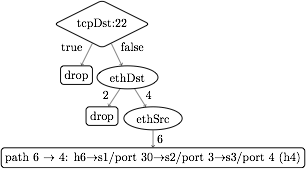 tcpDst:22
true false
drop ethDst
2 4
drop ethSrc
6
path 6 → 4: h6→s1/port 30→s2/port 3→s3/port 4 (h4)